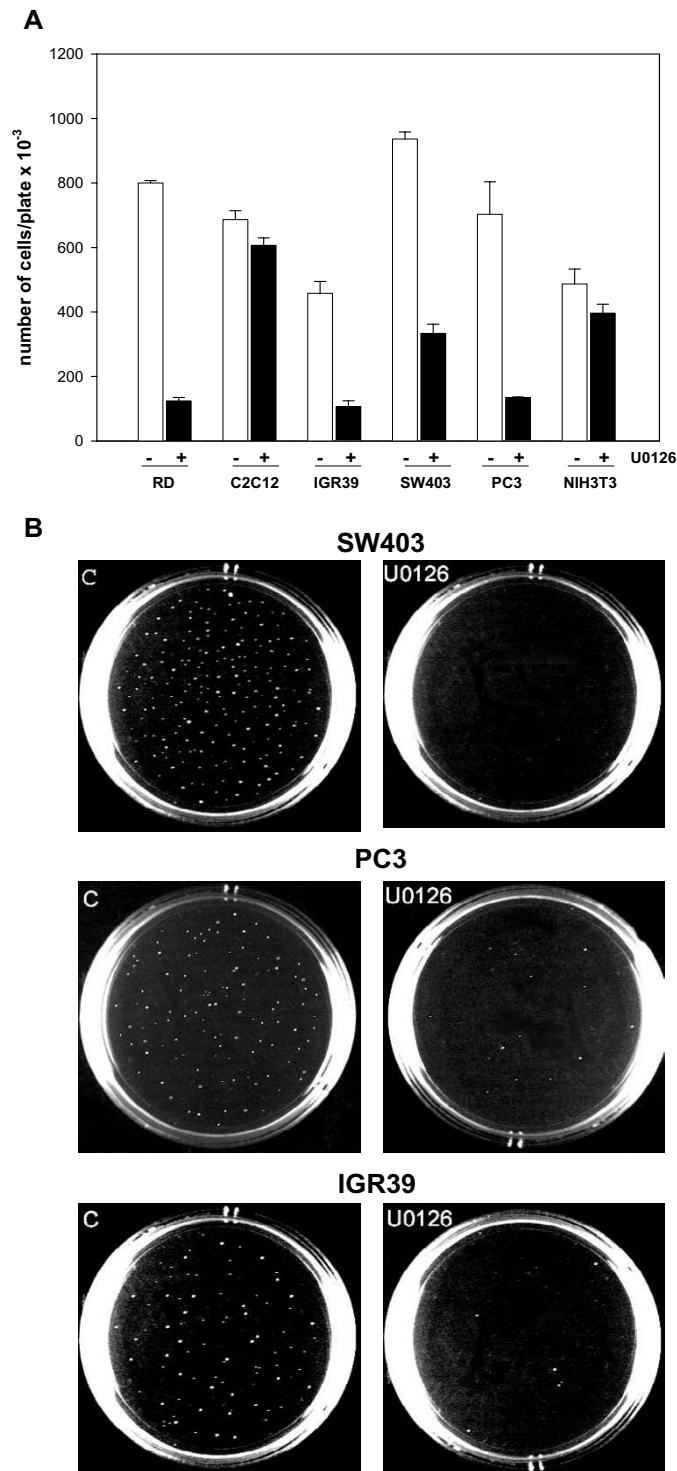 A
number of cells/plate x 10-3
1200
1000
800
600
400
200
0
- + - + - + - + - + - + U0126
RD C2C12 IGR39 SW403 PC3 NIH3T3
B
SW403
C U0126
PC3
C U0126
IGR39
C U0126